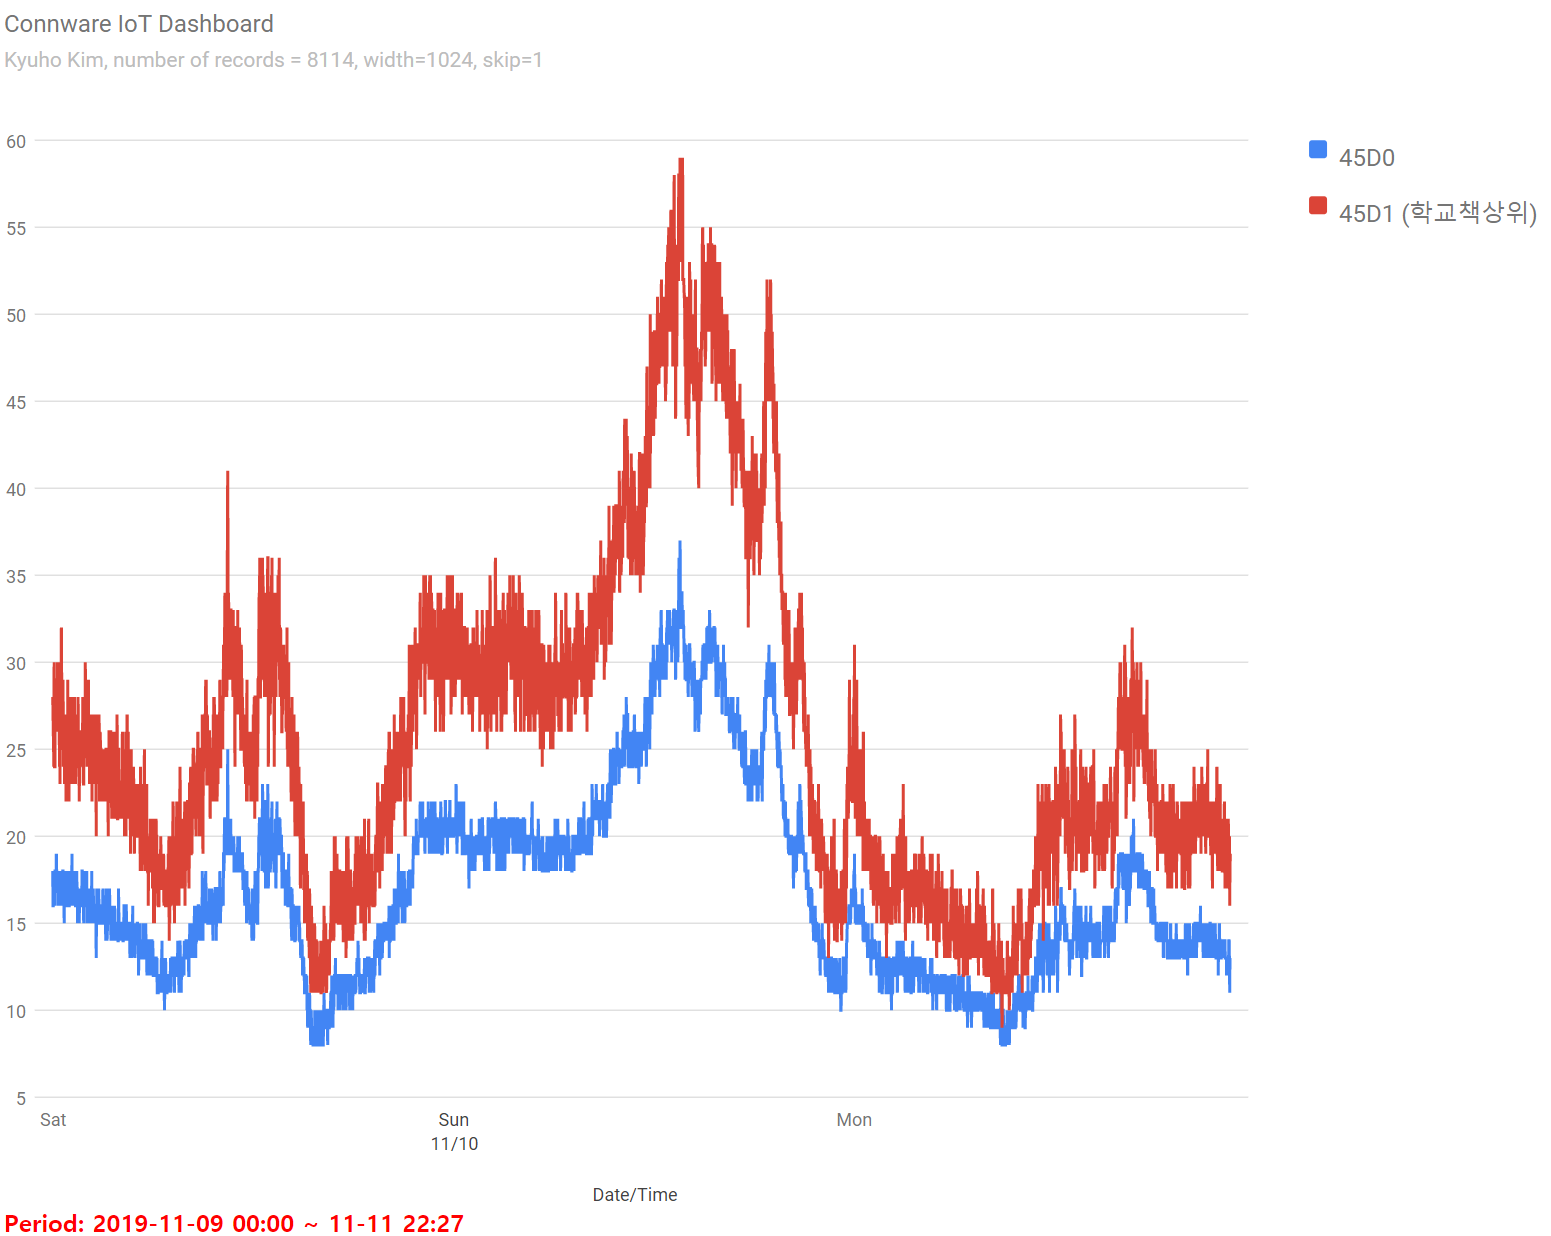 Connware IoT Dashboard
Kyuho Kim, number of records = 8114, width=1024, skip=1
60
55
50
45
40
35
30
25
20
15
10
5
45D0
45D1 (학교책상위)
Sat
Sun
Mon
11/10
Date/Time
Period: 2019-11-09 00:00 ~ 11-11 22:27